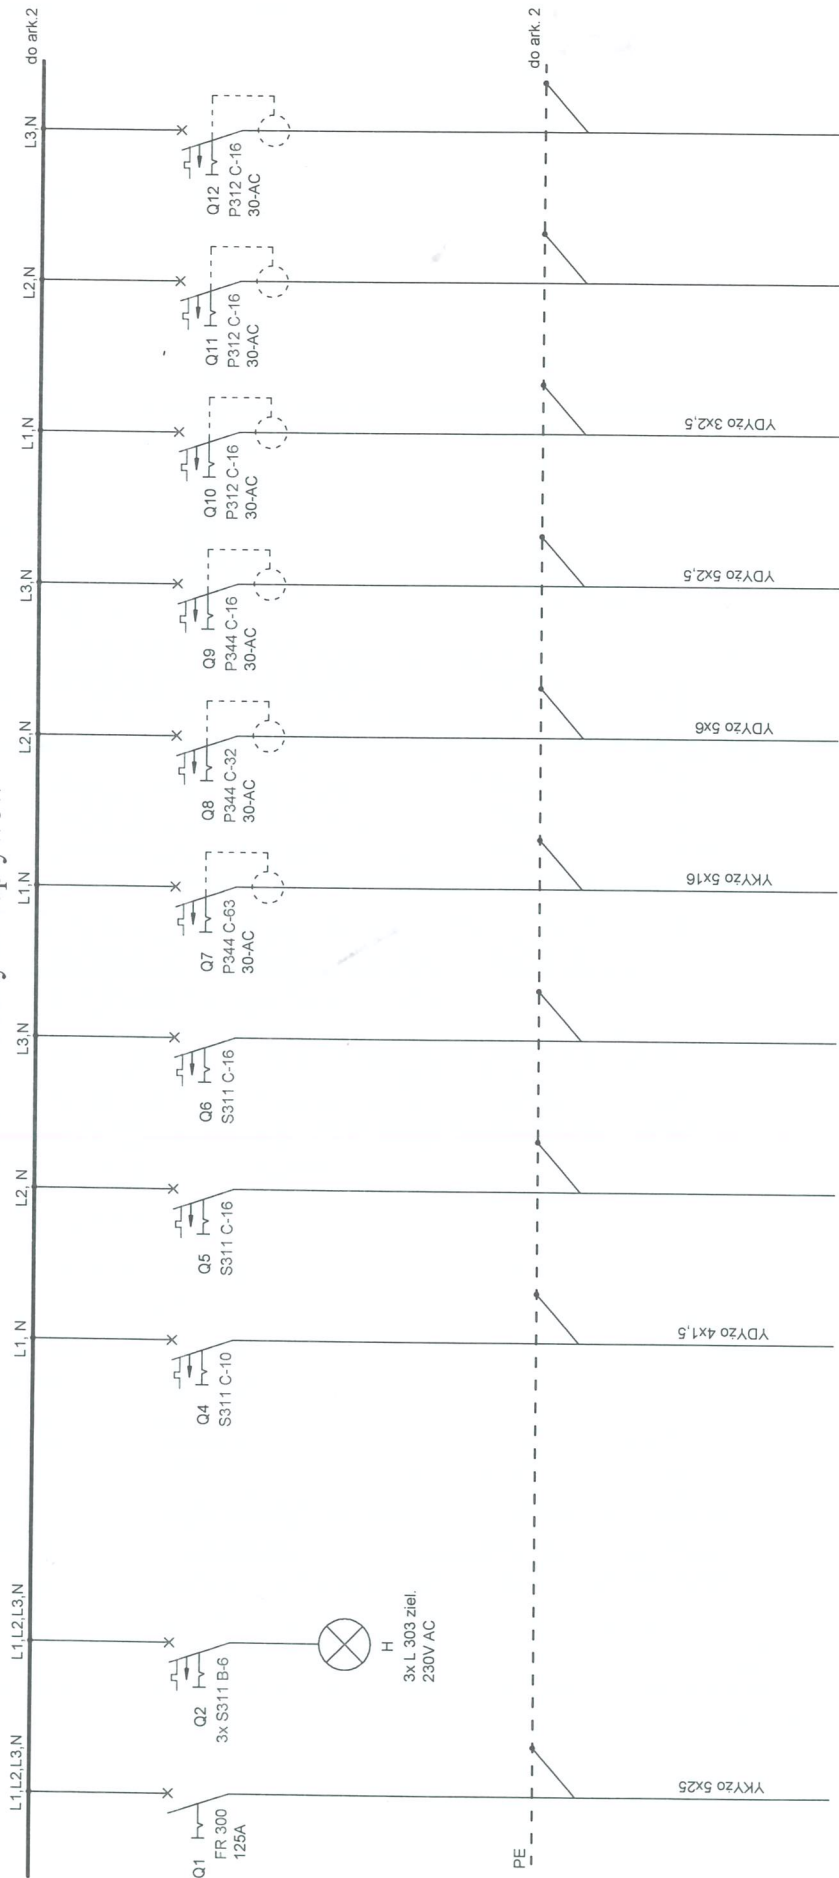 L1,L2,L3,N
L1,L2,L3,N
L1, N
L2, N
L3,N
L1,N
L2,N
L3,N
L1,N
L2,N
L3,N
do ark.2
Q1
FR 300
125A
Q2
3x S311 B-6
H
3x L 303 ziel.
230V AC
Q4
S311 C-10
Q5
S311 C-16
Q6
S311 C-16
Q7
P344 C-63
30-AC
Q8
P344 C-32
30-AC
Q9
P344 C-16
30-AC
Q10
P312 C-16
30-AC
Q11
P312 C-16
30-AC
Q12
P312 C-16
30-AC
PE
do ark. 2
YKYżo 5x25
YDYżo 4x1,5
YKYżo 5x16
YDYżo 5x6
YDYżo 5x2,5
YDYżo 3x2,5